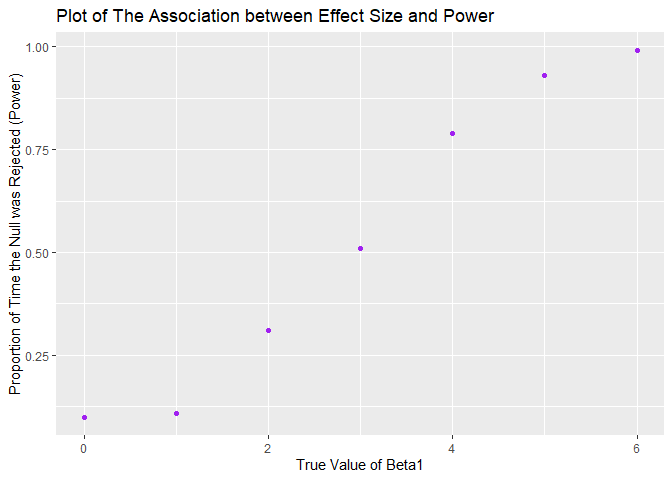 Plot of The Association between Effect Size and Power
Proportion of Time the Null was Rejected (Power)
1.00
0.75
0.50
0.25
0 2 4 6
True Value of Beta1